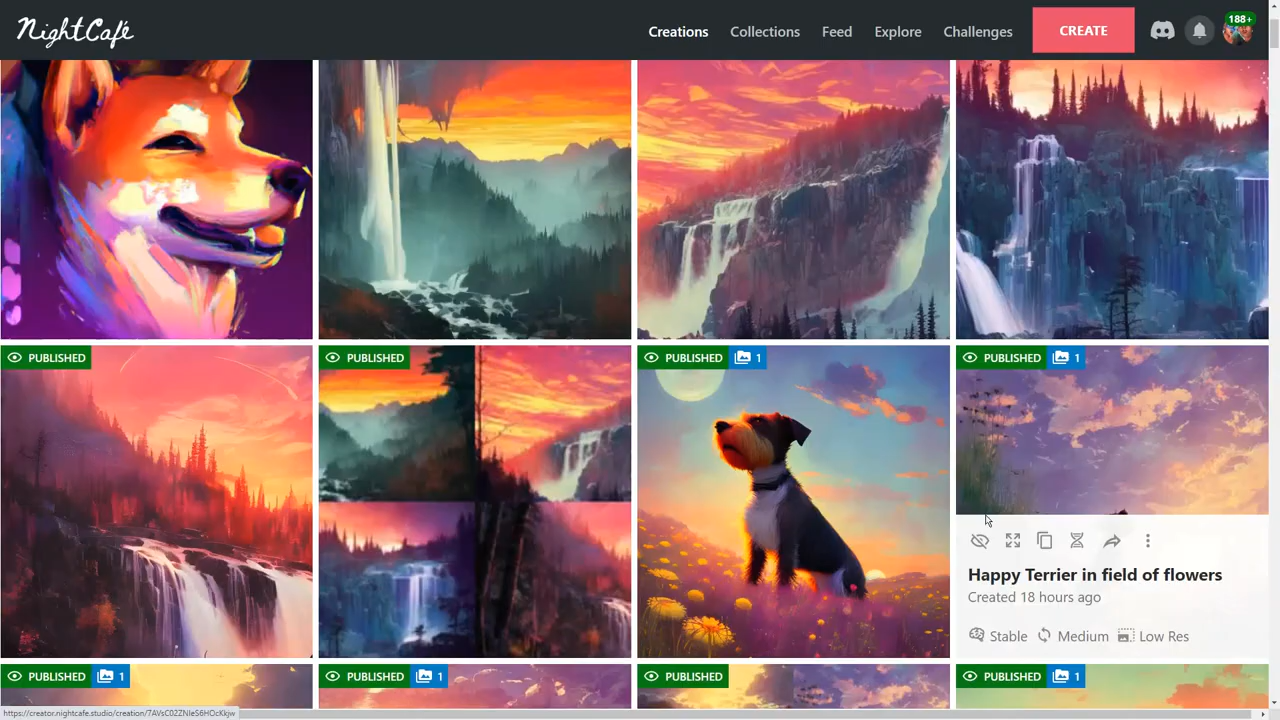 NightCafé
Creations
Collections
Feed
Explore
Challenges
CREATE
188+
PUBLISHED
PUBLISHED
PUBLISHED 1
PUBLISHED 1
Happy Terrier in field of flowers
Created 18 hours ago
Stable Medium Low Res
PUBLISHED 1
PUBLISHED 1
PUBLISHED
PUBLISHED 1